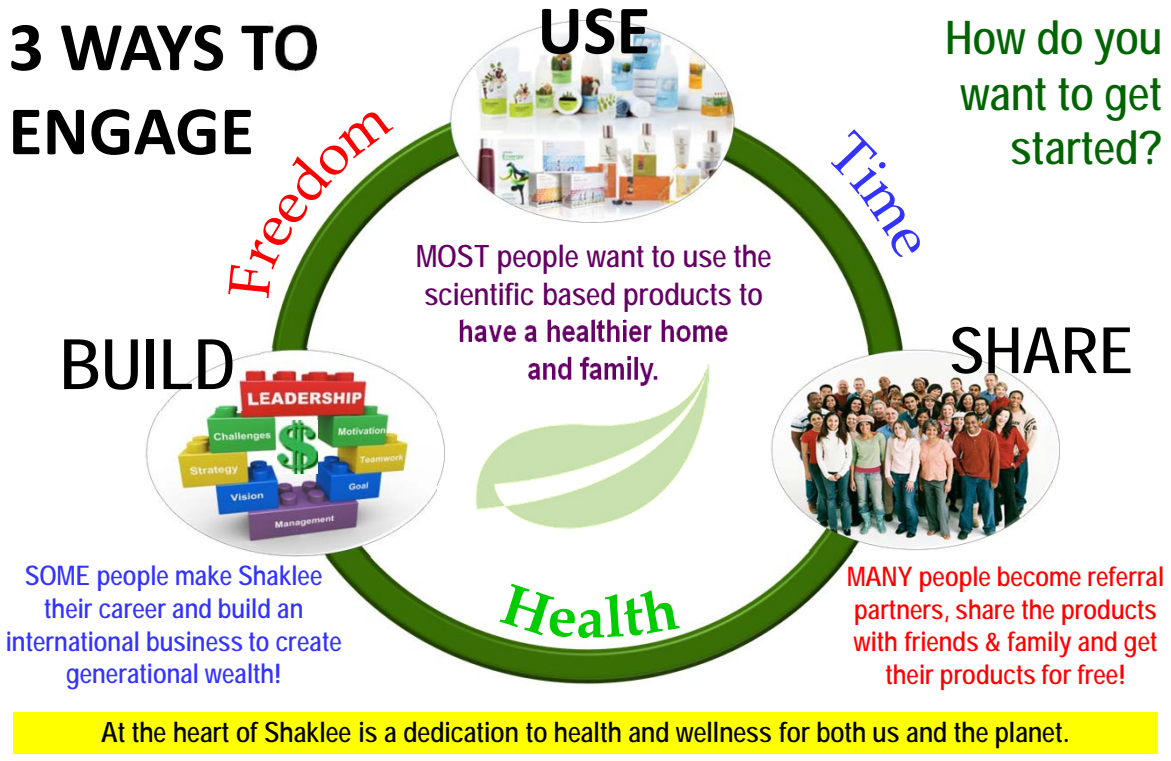 3 WAYS TO
ENGAGE
USE
How do you
want to get
started?
Freedom
Time
Energy
MOST people want to use the
scientific based products to
have a healthier home
and family.
BUILD
SHARE
LEADERSHIP
Challenges
$
Motivation
Strategy
Teamwork
Vision
Goal
Management
SOME people make Shaklee
their career and build an
international business to create
generational wealth!
Health
MANY people become referral
partners, share the products
with friends & family and get
their products for free!
At the heart of Shaklee is a dedication to health and wellness for both us and the planet.